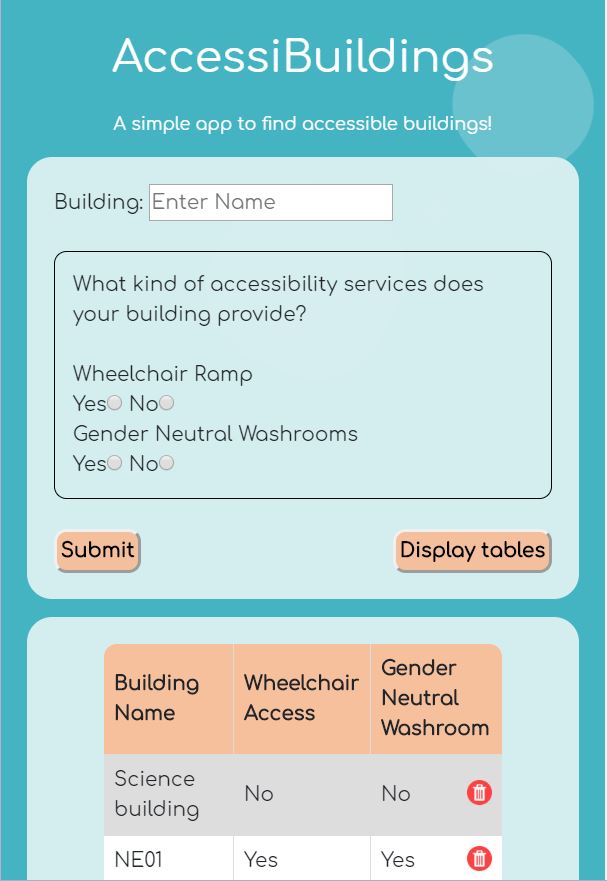 AccessiBuildings
A simple app to find accessible buildings!
Building: Enter Name
What kind of accessibility services does
your building provide?
Wheelchair Ramp
Yes No
Gender Neutral Washrooms
Yes No
Submit Display tables
Building Name Wheelchair Access Gender Neutral Washroom
Science building No No
NE01 Yes Yes